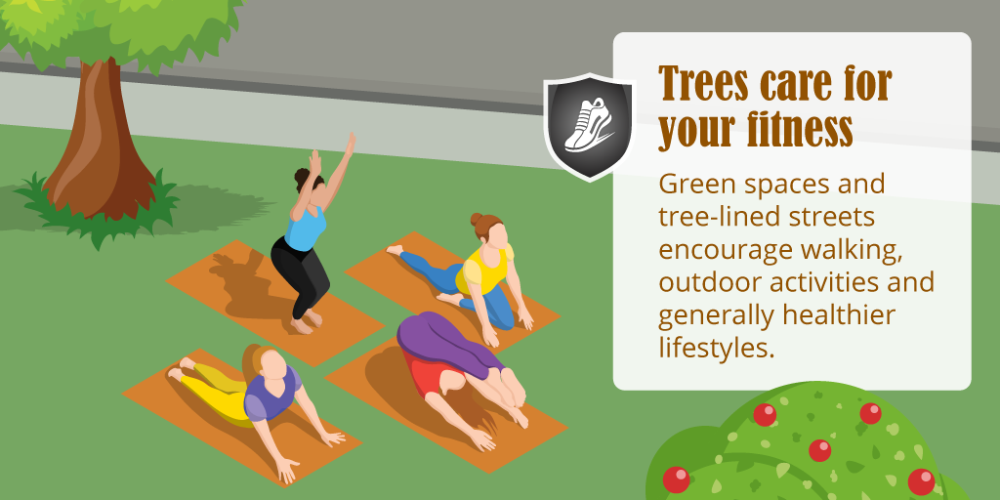 Trees care for
your fitness
Green spaces and
tree-lined streets
encourage walking,
outdoor activities and
generally healthier
lifestyles.